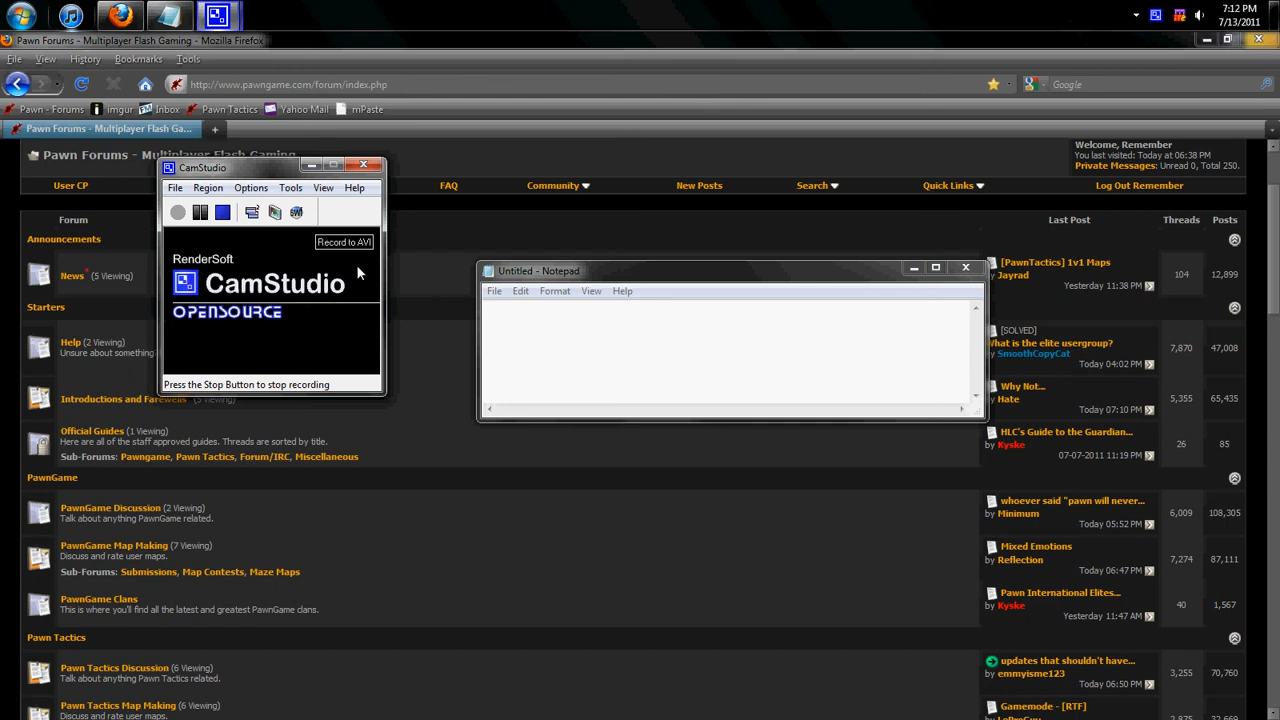 7:12 PM
7/13/2011
Pawn Forums - Multiplayer Flash Gaming - Mozilla Firefox
File View History Bookmarks Tools
http://www.pawngame.com/forum/index.php
Google
Pawn - Forums imgur Inbox Pawn Tactics Yahoo Mail mPaste
Pawn Forums - Multiplayer Flash Ga...
Pawn Forums - Multiplayer Flash Gaming
Welcome, Remember
You last visited: Today at 06:38 PM
Private Messages: Unread 0, Total 250.
User CP FAQ Community New Posts Search Quick Links Log Out Remember
CamStudio
File Region Options Tools View Help
Record to AVI
RenderSoft
CamStudio
OPENSOURCE
Press the Stop Button to stop recording
Untitled - Notepad
File Edit Format View Help
Forum Last Post Threads Posts
Announcements
News * (5 Viewing)
[PawnTactics] 1v1 Maps
by Jayrad
Yesterday 11:38 PM
104 12,899
Starters
Help (2 Viewing)
Unsure about something?
[SOLVED]
What is the elite usergroup?
by SmoothCopyCat
Today 04:02 PM
7,870 47,008
Introductions and Farewells (5 Viewing)
Why Not...
by Hate
Today 07:10 PM
5,355 65,435
Official Guides (1 Viewing)
Here are all of the staff approved guides. Threads are sorted by title.
Sub-Forums: Pawngame, Pawn Tactics, Forum/IRC, Miscellaneous
HLC's Guide to the Guardian...
by Kyske
07-07-2011 11:19 PM
26 85
PawnGame
PawnGame Discussion (2 Viewing)
Talk about anything PawnGame related.
whoever said "pawn will never...
by Minimum
Today 05:52 PM
6,009 108,305
PawnGame Map Making (7 Viewing)
Discuss and rate user maps.
Sub-Forums: Submissions, Map Contests, Maze Maps
Mixed Emotions
by Reflection
Today 06:47 PM
7,274 87,111
PawnGame Clans
This is where you'll find all the latest and greatest PawnGame clans.
Pawn International Elites...
by Kyske
Yesterday 11:47 AM
40 1,567
Pawn Tactics
Pawn Tactics Discussion (6 Viewing)
Talk about anything Pawn Tactics related.
updates that shouldn't have...
by emmyisme123
Today 06:50 PM
3,255 70,760
Pawn Tactics Map Making (6 Viewing)
Gamemode - [RTF]